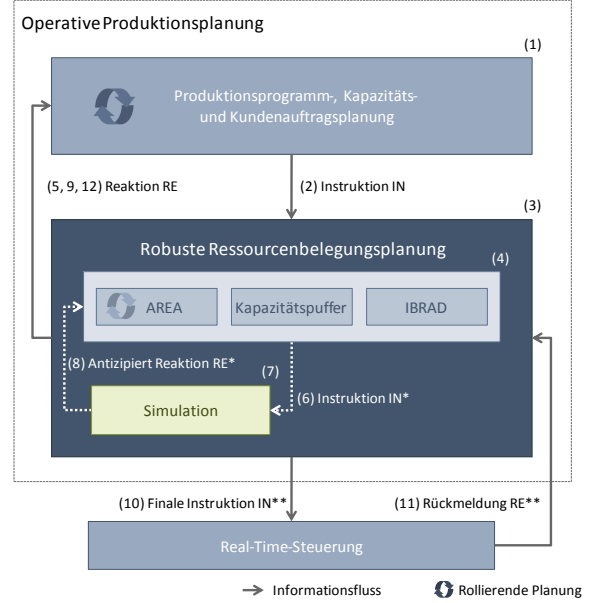 Operative Produktionsplanung
(1)
Produktionsprogramm-, Kapazitäts-
und Kundenauftragsplanung
(5, 9, 12) Reaktion RE
(2) Instruktion IN
(3)
Robuste Ressourcenbelegungsplanung
(4)
AREA
Kapazitätspuffer
IBRAD
(8) Antizipiert Reaktion RE*
(7)
(6) Instruktion IN*
Simulation
(10) Finale Instruktion IN**
(11) Rückmeldung RE**
Real-Time-Steuerung
Informationsfluss
Rollierende Planung